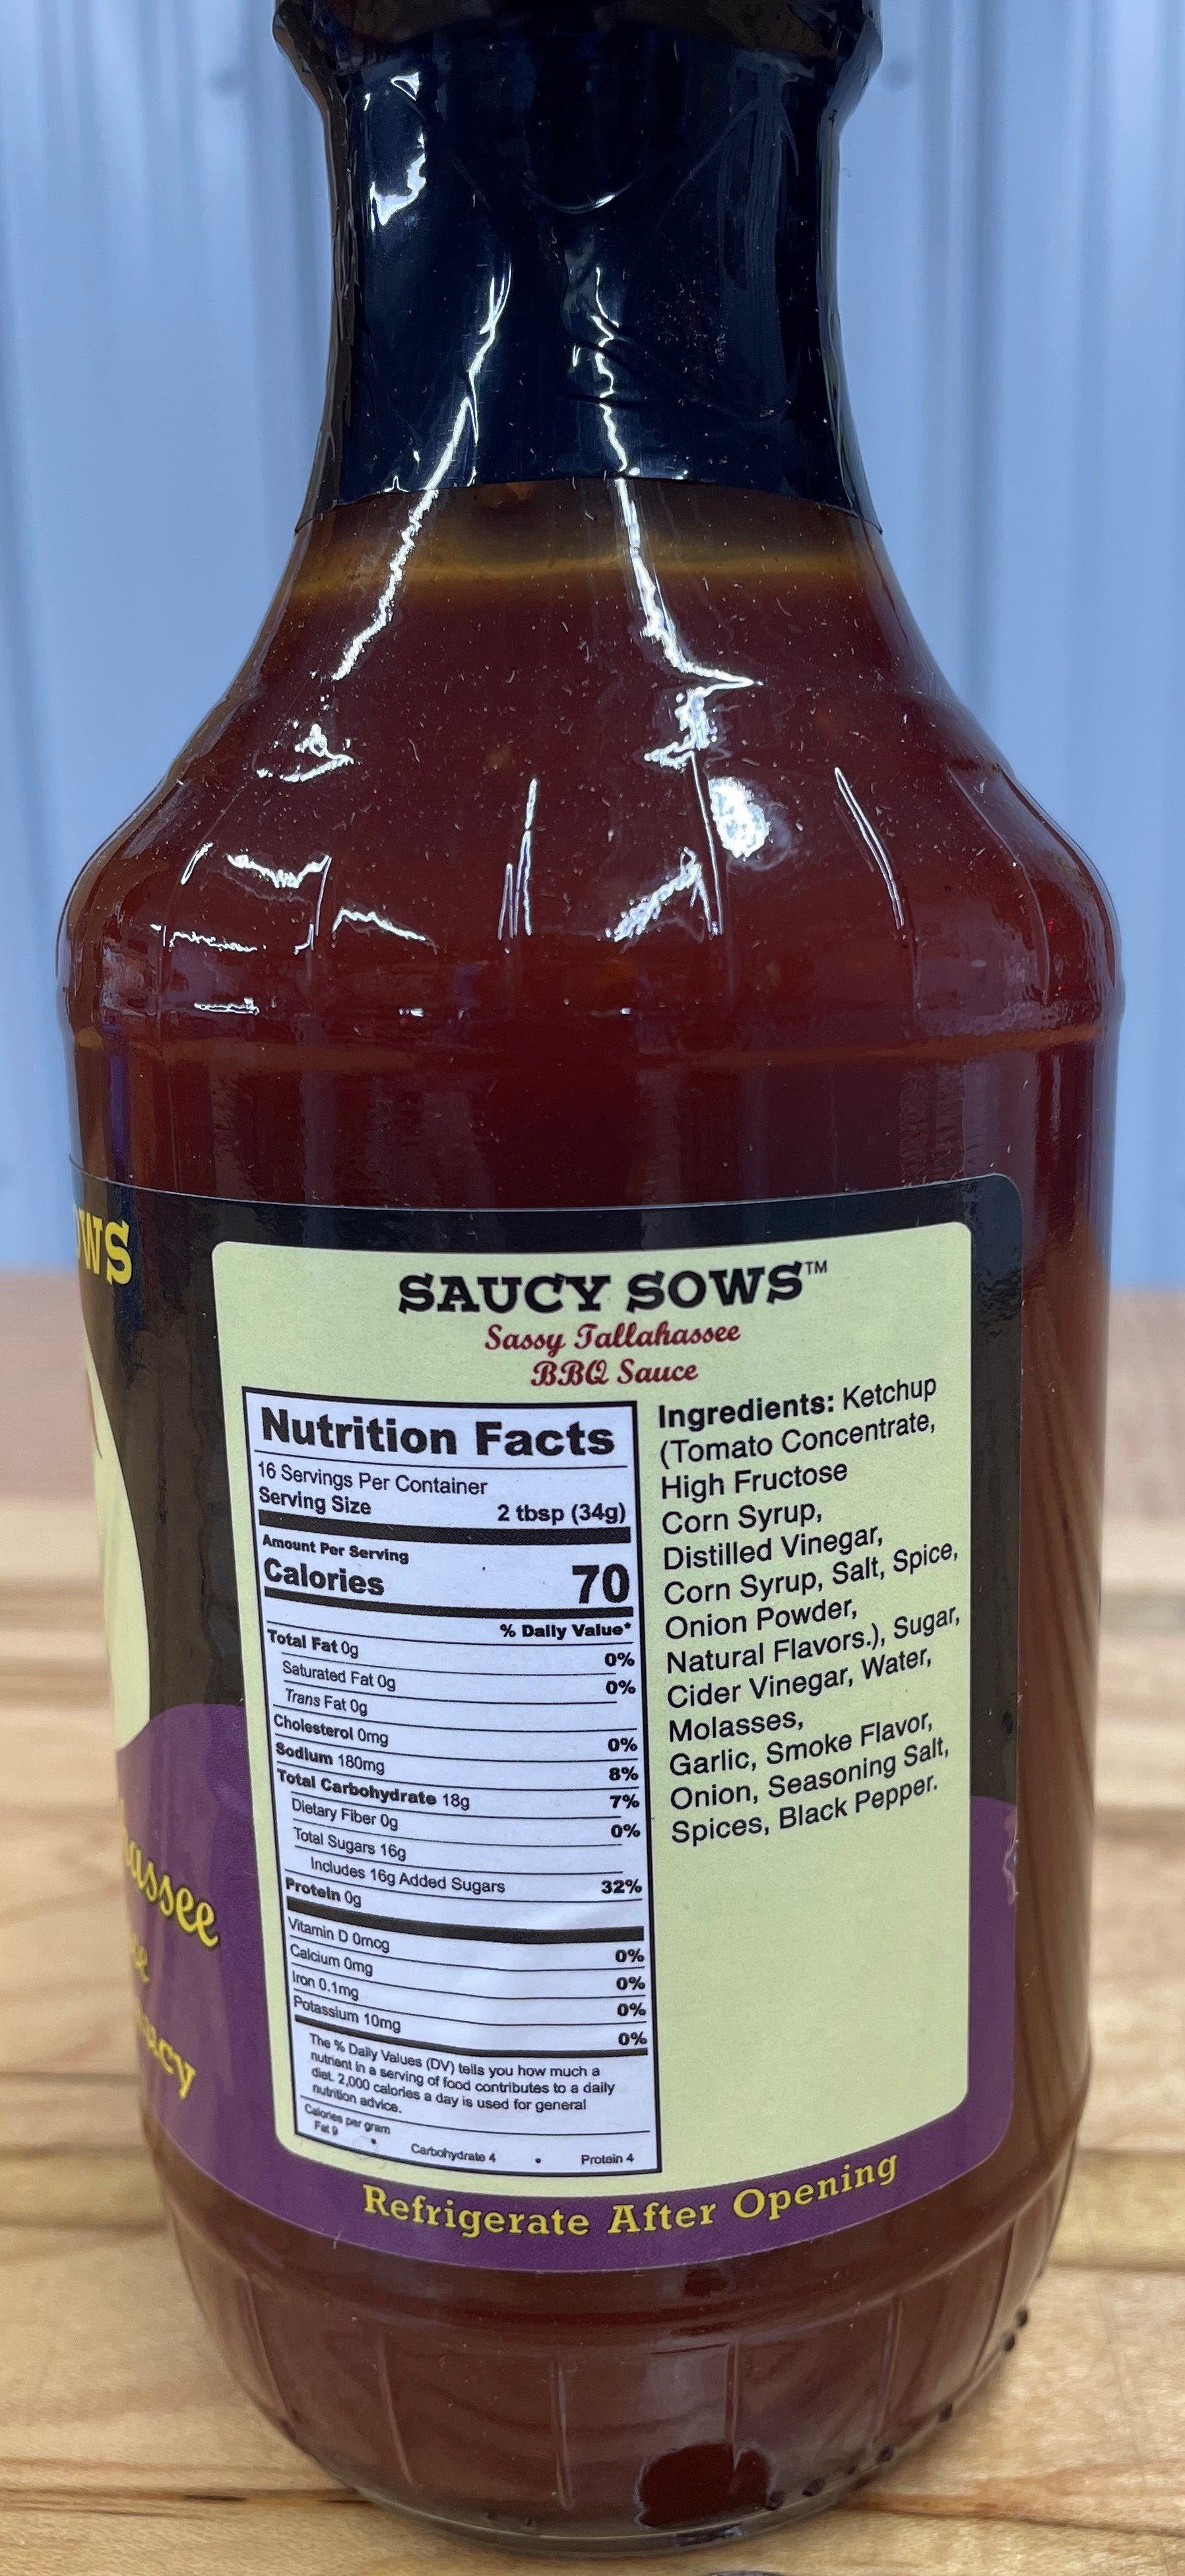 SAUCY SOWS™
Sassy Tallahassee
BBQ Sauce
Nutrition Facts
16 Servings Per Container
Serving Size 2 tbsp (34g)
Amount Per Serving
Calories 70
% Daily Value*
Total Fat 0g 0%
Saturated Fat 0g 0%
Trans Fat 0g
Cholesterol 0mg 0%
Sodium 180mg 8%
Total Carbohydrate 18g 7%
Dietary Fiber 0g 0%
Total Sugars 16g
Includes 16g Added Sugars 32%
Protein 0g
Vitamin D 0mcg 0%
Calcium 0mg 0%
Iron 0.1mg 0%
Potassium 10mg 0%
The % Daily Values (DV) tells you how much a
nutrient in a serving of food contributes to a daily
diet. 2,000 calories a day is used for general
nutrition advice.
Calories per gram
Fat 9 • Carbohydrate 4 • Protein 4
Ingredients: Ketchup
(Tomato Concentrate,
High Fructose
Corn Syrup,
Distilled Vinegar,
Corn Syrup, Salt, Spice,
Onion Powder,
Natural Flavors.), Sugar,
Cider Vinegar, Water,
Molasses,
Garlic, Smoke Flavor,
Onion, Seasoning Salt,
Spices, Black Pepper.
Refrigerate After Opening